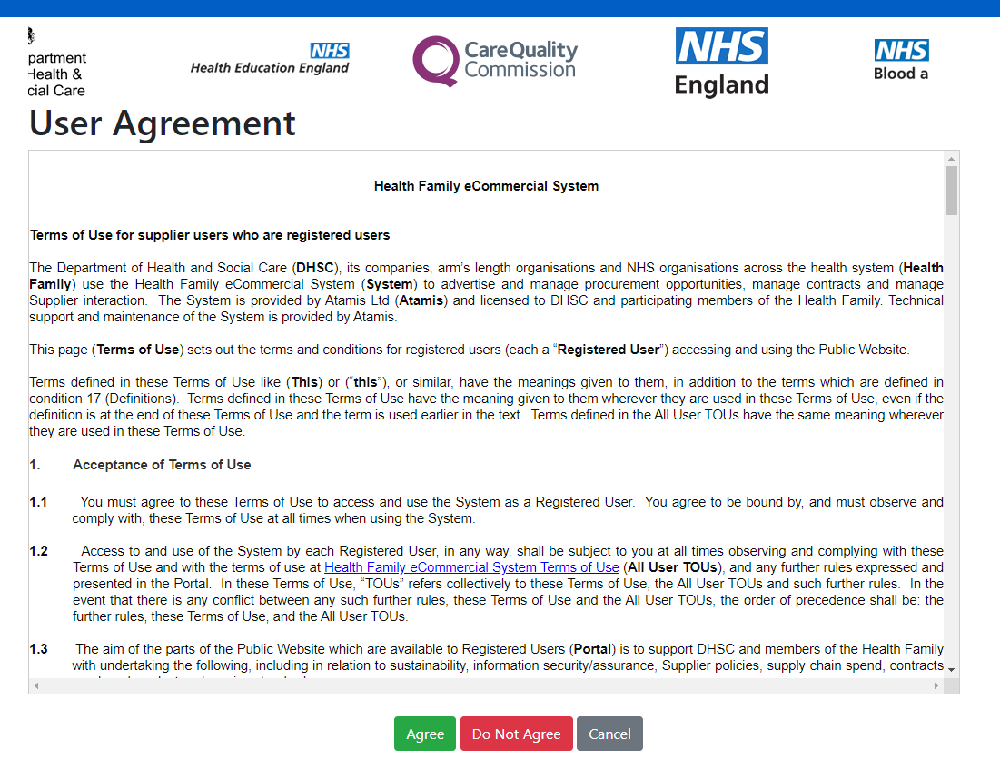 partment
Health &
cial Care
NHS
Health Education England
CareQuality
Commission
NHS
England
NHS
Blood a
User Agreement
Health Family eCommercial System
Terms of Use for supplier users who are registered users
The Department of Health and Social Care (DHSC), its companies, arm's length organisations and NHS organisations across the health system (Health
Family) use the Health Family eCommercial System (System) to advertise and manage procurement opportunities, manage contracts and manage
Supplier interaction. The System is provided by Atamis Ltd (Atamis) and licensed to DHSC and participating members of the Health Family. Technical
support and maintenance of the System is provided by Atamis.
This page (Terms of Use) sets out the terms and conditions for registered users (each a “Registered User”) accessing and using the Public Website.
Terms defined in these Terms of Use like (This) or (“this”), or similar, have the meanings given to them, in addition to the terms which are defined in
condition 17 (Definitions). Terms defined in these Terms of Use have the meaning given to them wherever they are used in these Terms of Use, even if the
definition is at the end of these Terms of Use and the term is used earlier in the text. Terms defined in the All User TOUs have the same meaning wherever
they are used in these Terms of Use.
1. Acceptance of Terms of Use
1.1 You must agree to these Terms of Use to access and use the System as a Registered User. You agree to be bound by, and must observe and
comply with, these Terms of Use at all times when using the System.
1.2 Access to and use of the System by each Registered User, in any way, shall be subject to you at all times observing and complying with these
Terms of Use and with the terms of use at Health Family eCommercial System Terms of Use (All User TOUs), and any further rules expressed and
presented in the Portal. In these Terms of Use, “TOUs” refers collectively to these Terms of Use, the All User TOUs and such further rules. In the
event that there is any conflict between any such further rules, these Terms of Use and the All User TOUs, the order of precedence shall be: the
further rules, these Terms of Use, and the All User TOUs.
1.3 The aim of the parts of the Public Website which are available to Registered Users (Portal) is to support DHSC and members of the Health Family
with undertaking the following, including in relation to sustainability, information security/assurance, Supplier policies, supply chain spend, contracts
Agree
Do Not Agree
Cancel